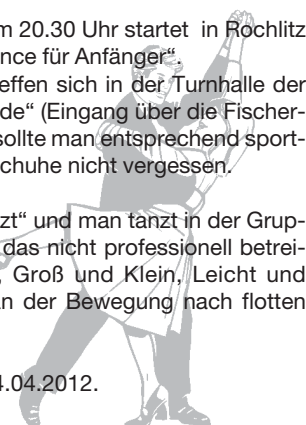 m 20.30 Uhr startet in Rochlitz
nce für Anfänger“.
effen sich in der Turnhalle der
de“ (Eingang über die Fischer-
sollte man entsprechend sport-
schuhe nicht vergessen.
zt“ und man tanzt in der Grup-
das nicht professionell betrei-
, Groß und Klein, Leicht und
an der Bewegung nach flotten
4.04.2012.